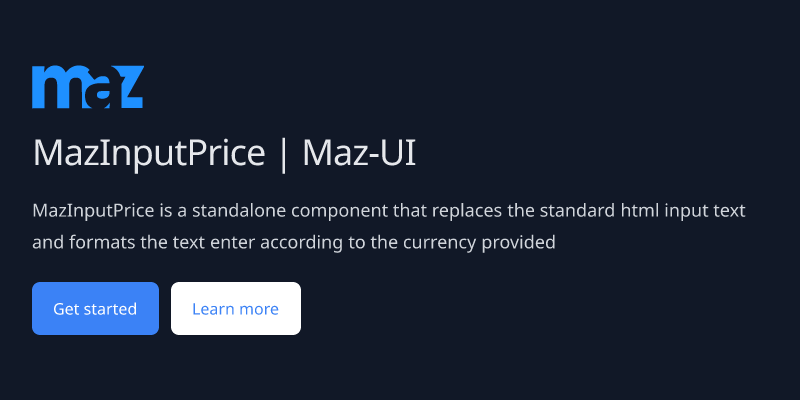 maz
MazInputPrice | Maz-UI
MazInputPrice is a standalone component that replaces the standard html input text
and formats the text enter according to the currency provided
Get started
Learn more